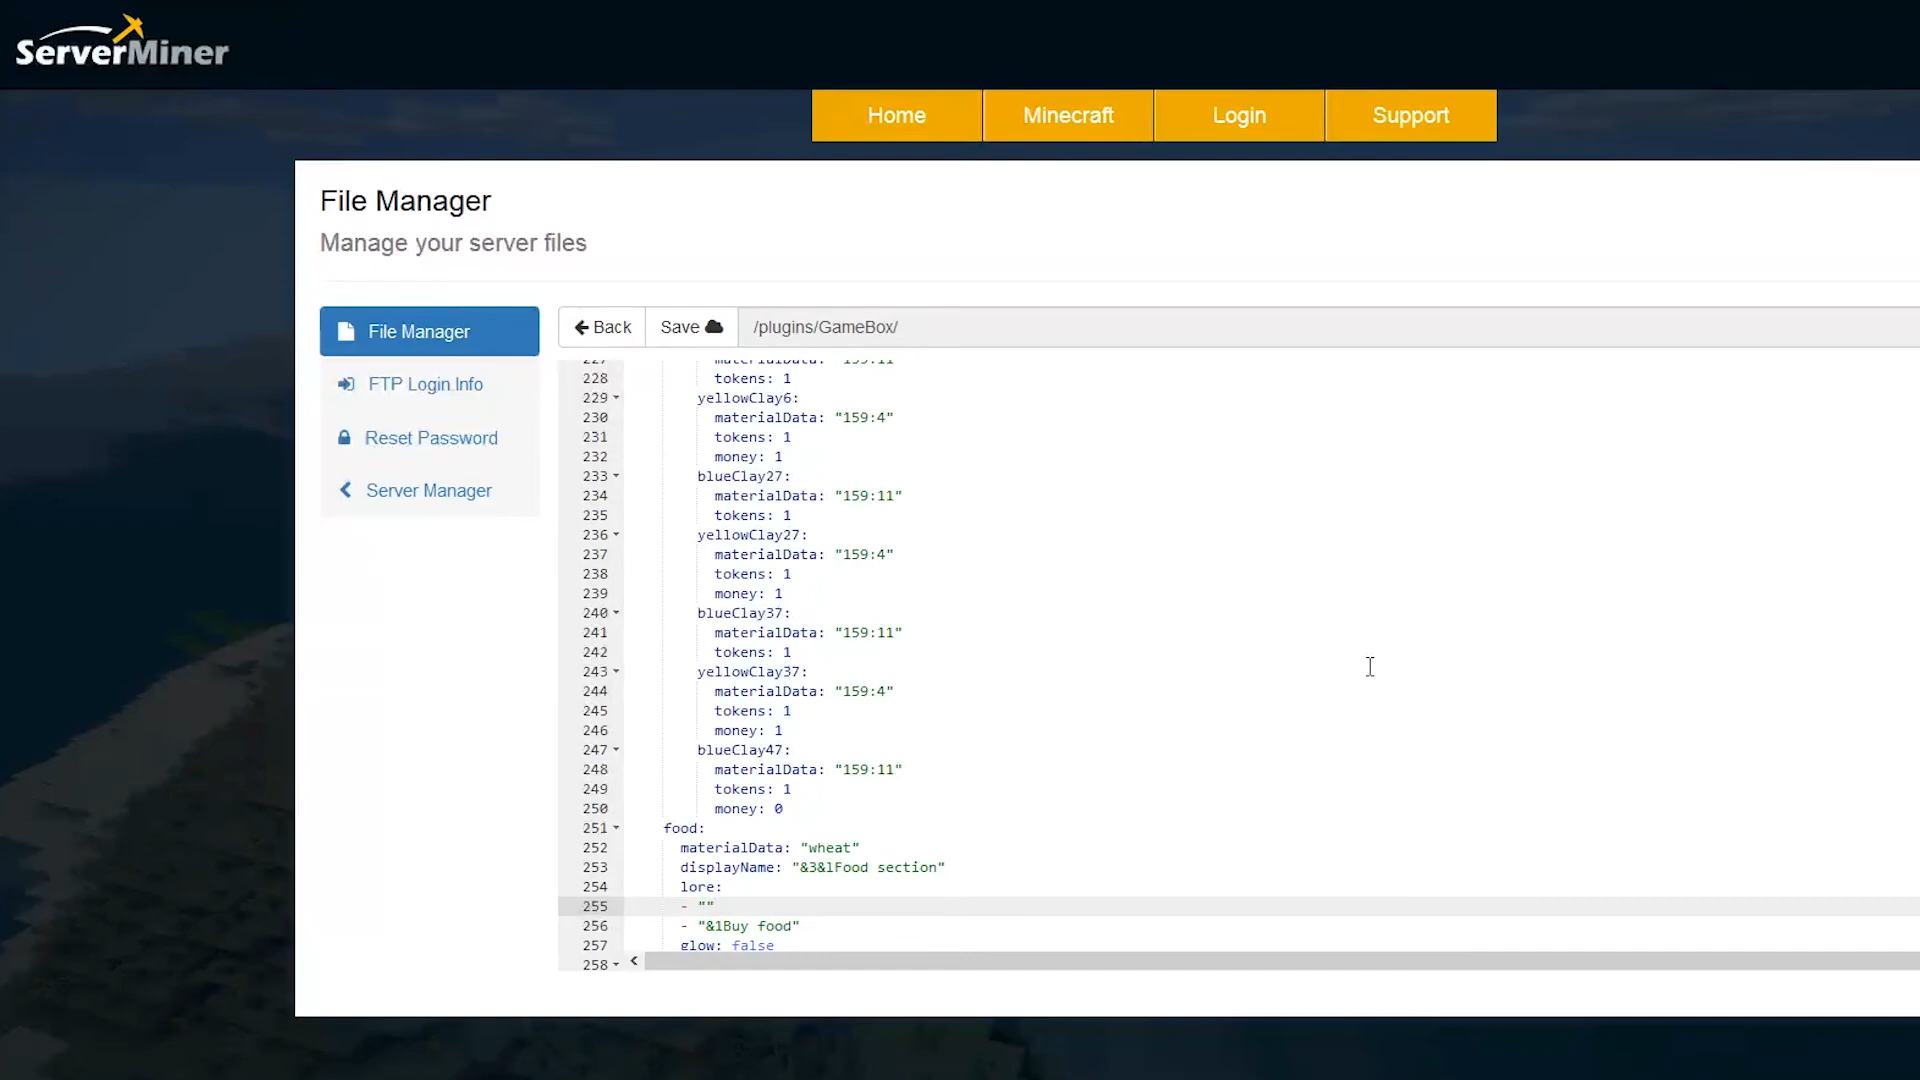 ServerMiner
Home Minecraft Login Support
File Manager
Manage your server files
File Manager
FTP Login Info
Reset Password
Server Manager
Back Save /plugins/GameBox/
227 materialData: "159:11"
228 tokens: 1
229 yellowClay6:
230 materialData: "159:4"
231 tokens: 1
232 money: 1
233 blueClay27:
234 materialData: "159:11"
235 tokens: 1
236 yellowClay27:
237 materialData: "159:4"
238 tokens: 1
239 money: 1
240 blueClay37:
241 materialData: "159:11"
242 tokens: 1
243 yellowClay37:
244 materialData: "159:4"
245 tokens: 1
246 money: 1
247 blueClay47:
248 materialData: "159:11"
249 tokens: 1
250 money: 0
251 food:
252 materialData: "wheat"
253 displayName: "&3&lFood section"
254 lore:
255 - ""
256 - "&1Buy food"
257 glow: false
258